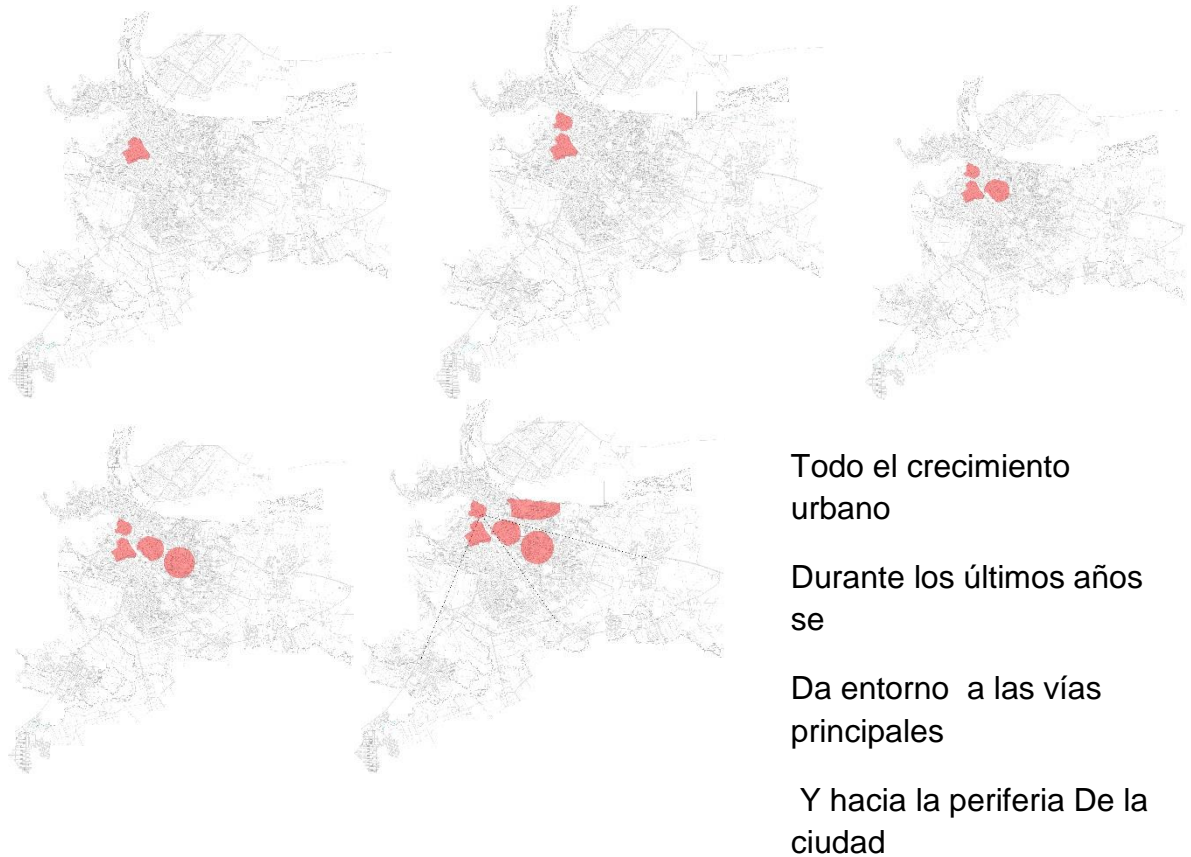 Todo el crecimiento
urbano
Durante los últimos años
se
Da entorno  a las vías
principales
Y hacia la periferia De la
ciudad